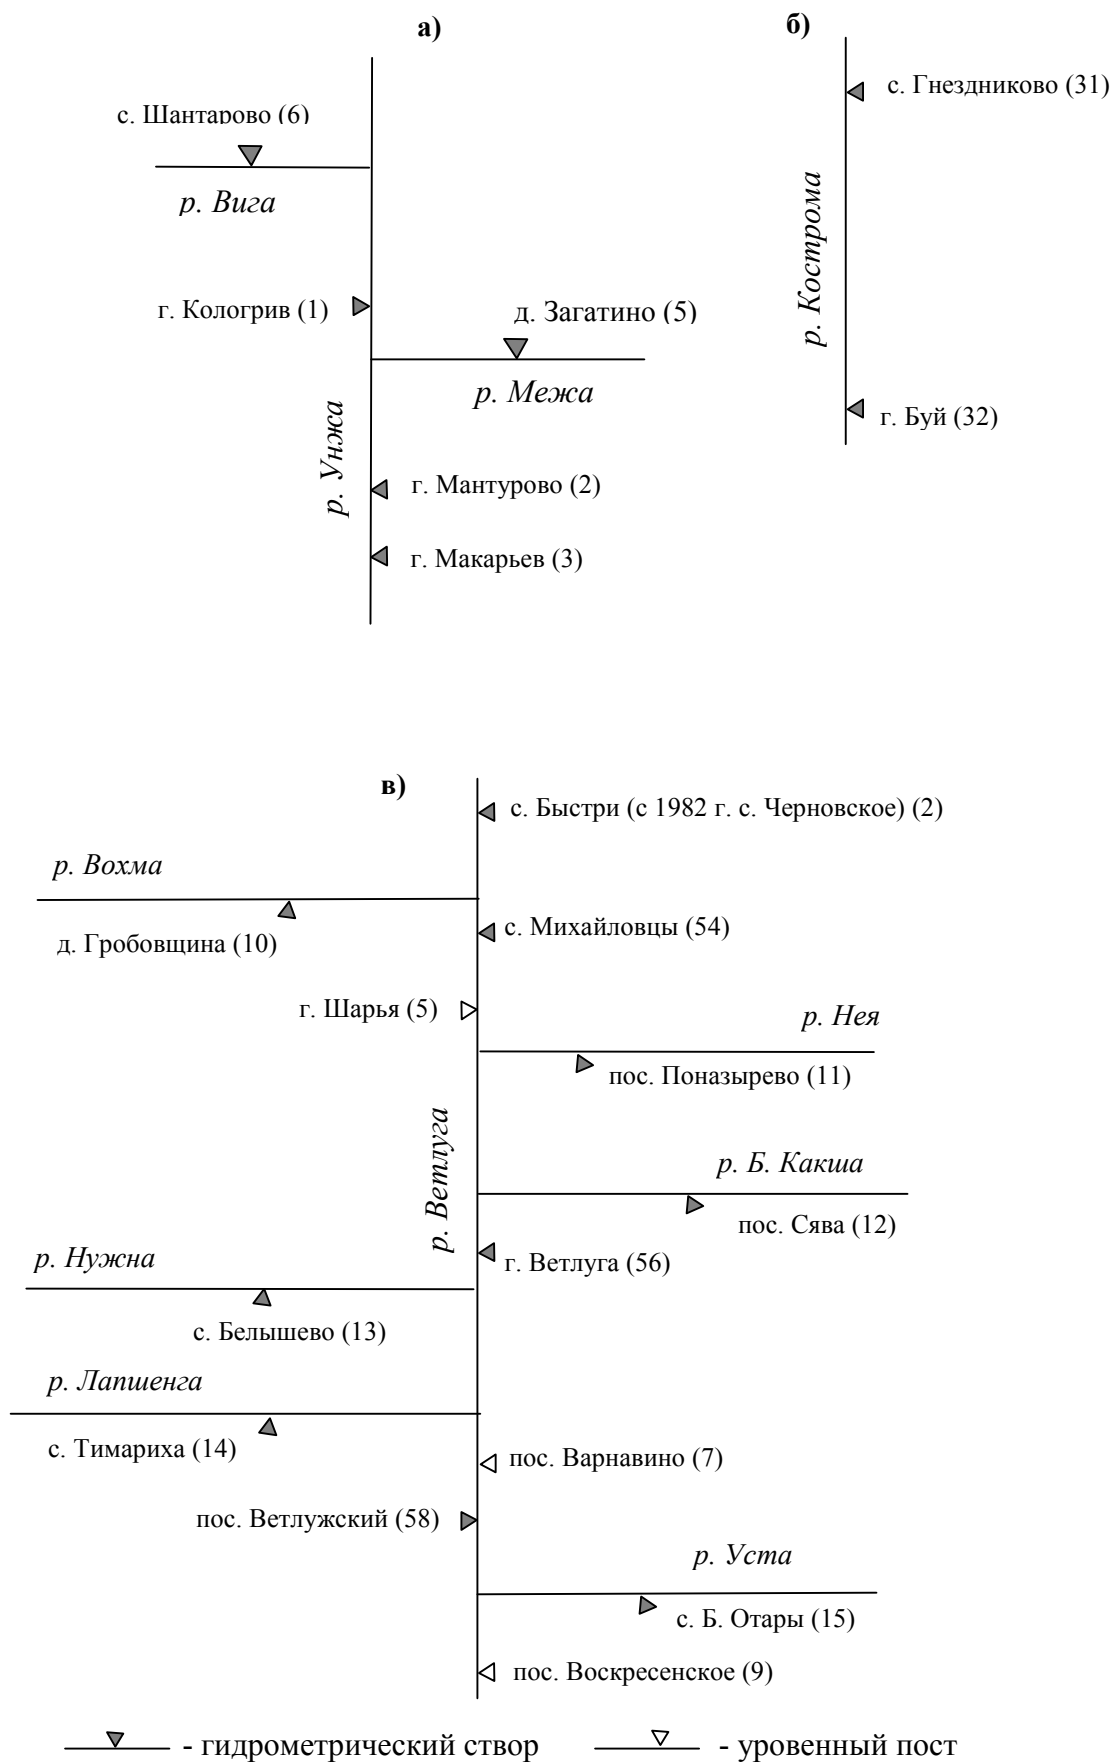 а)
с. Шантарово (6)
р. Вига
г. Кологрив (1)
д. Загатино (5)
р. Межа
р. Унжа
г. Мантурово (2)
г. Макарьев (3)
б)
с. Гнездниково (31)
р. Кострома
г. Буй (32)
в)
с. Быстри (с 1982 г. с. Черновское) (2)
р. Вохма
д. Гробовщина (10)
с. Михайловцы (54)
г. Шарья (5)
р. Нея
пос. Поназырево (11)
р. Ветлуга
р. Б. Какша
пос. Сява (12)
г. Ветлуга (56)
р. Нужна
с. Белышево (13)
р. Лапшенга
с. Тимариха (14)
пос. Варнавино (7)
пос. Ветлужский (58)
р. Уста
с. Б. Отары (15)
пос. Воскресенское (9)
- гидрометрический створ
- уровенный пост